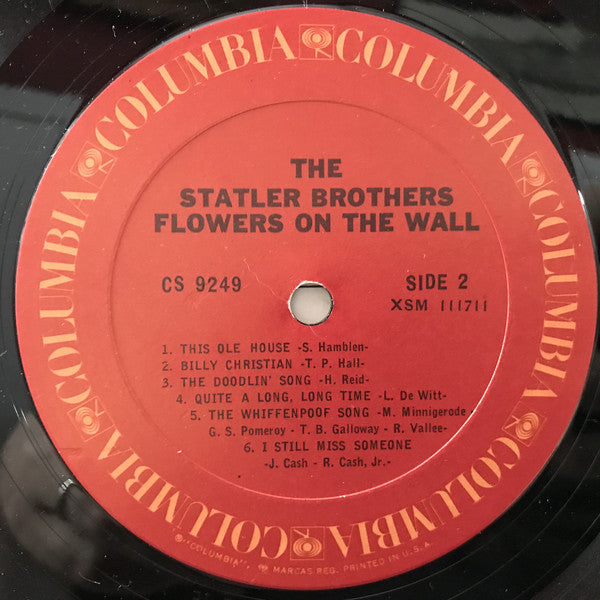 COLUMBIA COLUMBIA COLUMBIA COLUMBIA COLUMBIA COLUMBIA
THE
STATLER BROTHERS
FLOWERS ON THE WALL
CS 9249
SIDE 2
XSM 111711
1. THIS OLE HOUSE -S. Hamblen-
2. BILLY CHRISTIAN -T. P. Hall-
3. THE DOODLIN' SONG -H. Reid-
4. QUITE A LONG, LONG TIME -L. De Witt-
5. THE WHIFFENPOOF SONG -M. Minnigerode
G. S. Pomeroy - T. B. Galloway - R. Vallee-
6. I STILL MISS SOMEONE
-J. Cash - R. Cash, Jr.-
®"COLUMBIA", MARCAS REG. PRINTED IN U.S.A.